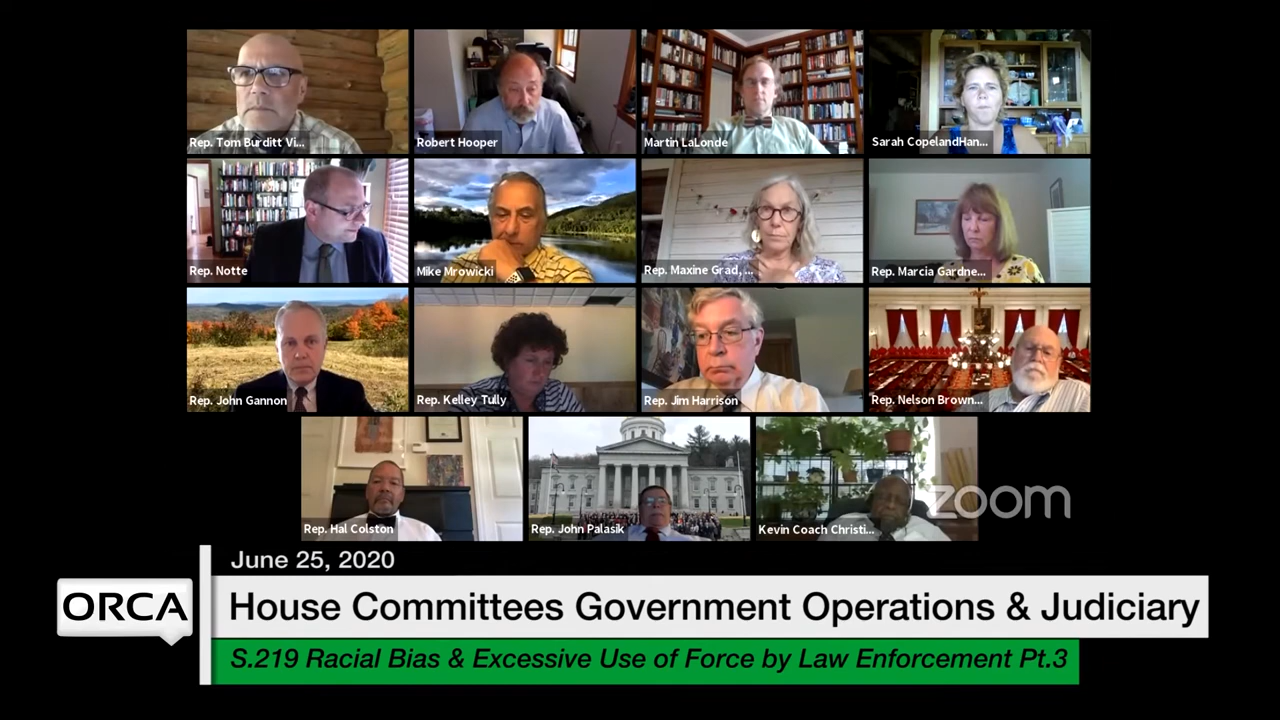 Rep. Tom Burditt Vi...
Robert Hooper
Martin LaLonde
Sarah CopelandHan...
Rep. Notte
Mike Mrowicki
Rep. Maxine Grad, ...
Rep. Marcia Gardne...
Rep. John Gannon
Rep. Kelley Tully
Rep. Jim Harrison
Rep. Nelson Brown...
Rep. Hal Colston
Rep. John Palasik
Kevin Coach Christi...
zoom
June 25, 2020
ORCA
House Committees Government Operations & Judiciary
S.219 Racial Bias & Excessive Use of Force by Law Enforcement Pt.3